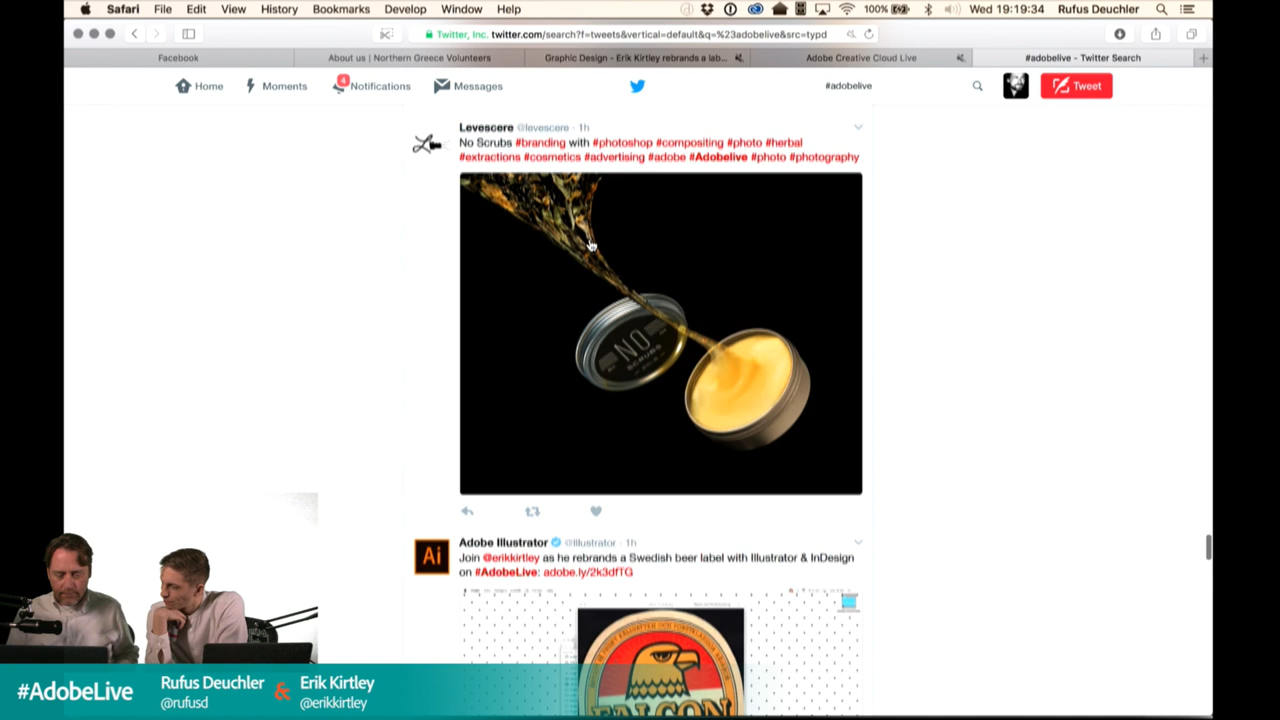 Safari File Edit View History Bookmarks Develop Window Help 100% Wed 19:19:34 Rufus Deuchler
Twitter, Inc. twitter.com/search?f=tweets&vertical=default&q=%23adobelive&src=typd
Facebook About us | Northern Greece Volunteers Graphic Design - Erik Kirtley rebrands a lab... Adobe Creative Cloud Live #adobelive - Twitter Search
Home Moments 4 Notifications Messages #adobelive Tweet
Levescere @levescere · 1h
No Scrubs #branding with #photoshop #compositing #photo #herbal
#extractions #cosmetics #advertising #adobe #Adobelive #photo #photography
NO
SCRUBS
Adobe Illustrator @Illustrator · 1h
Ai
Join @erikkirtley as he rebrands a Swedish beer label with Illustrator & InDesign
on #AdobeLive: adobe.ly/2k3dfTG
FALCON
#AdobeLive Rufus Deuchler & Erik Kirtley
@rufusd @erikkirtley